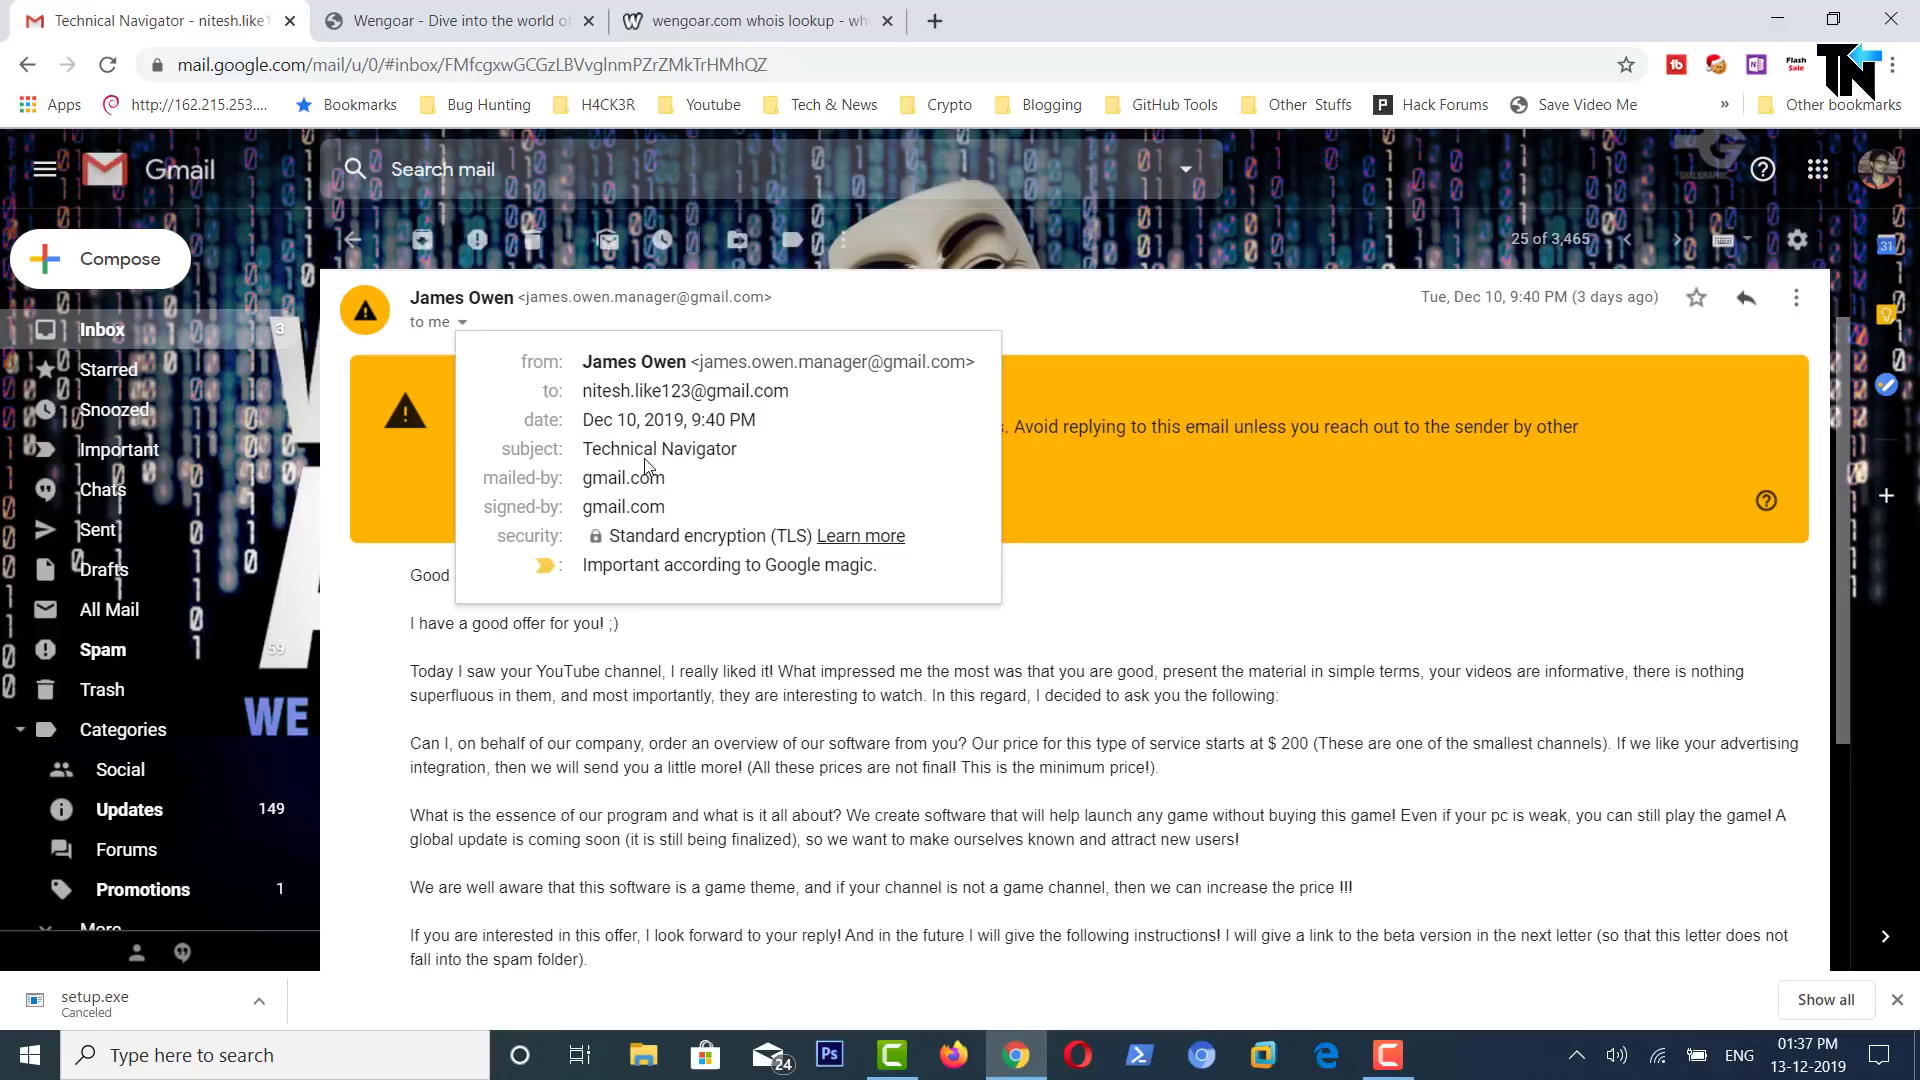 Technical Navigator - nitesh.like1
Wengoar - Dive into the world of
wengoar.com whois lookup - wh
mail.google.com/mail/u/0/#inbox/FMfcgxwGCGzLBVvglnmPZrZMkTrHMhQZ
Flash Sale
TN
Apps
http://162.215.253....
Bookmarks
Bug Hunting
H4CK3R
Youtube
Tech & News
Crypto
Blogging
GitHub Tools
Other Stuffs
Hack Forums
Save Video Me
»
Other bookmarks
Gmail
Search mail
Compose
25 of 3,465
31
Inbox 3
Starred
Snoozed
Important
Chats
Sent
Drafts
All Mail
Spam 59
Trash
Categories
Social
Updates 149
Forums
Promotions 1
More
WE
James Owen <james.owen.manager@gmail.com>
Tue, Dec 10, 9:40 PM (3 days ago)
to me
from: James Owen <james.owen.manager@gmail.com>
to: nitesh.like123@gmail.com
date: Dec 10, 2019, 9:40 PM
subject: Technical Navigator
mailed-by: gmail.com
signed-by: gmail.com
security: Standard encryption (TLS) Learn more
: Important according to Google magic.
. Avoid replying to this email unless you reach out to the sender by other
Good
I have a good offer for you! ;)
Today I saw your YouTube channel, I really liked it! What impressed me the most was that you are good, present the material in simple terms, your videos are informative, there is nothing
superfluous in them, and most importantly, they are interesting to watch. In this regard, I decided to ask you the following:
Can I, on behalf of our company, order an overview of our software from you? Our price for this type of service starts at $ 200 (These are one of the smallest channels). If we like your advertising
integration, then we will send you a little more! (All these prices are not final! This is the minimum price!).
What is the essence of our program and what is it all about? We create software that will help launch any game without buying this game! Even if your pc is weak, you can still play the game! A
global update is coming soon (it is still being finalized), so we want to make ourselves known and attract new users!
We are well aware that this software is a game theme, and if your channel is not a game channel, then we can increase the price !!!
If you are interested in this offer, I look forward to your reply! And in the future I will give the following instructions! I will give a link to the beta version in the next letter (so that this letter does not
fall into the spam folder).
setup.exe
Canceled
Show all
Type here to search
24
Ps
ENG
01:37 PM
13-12-2019